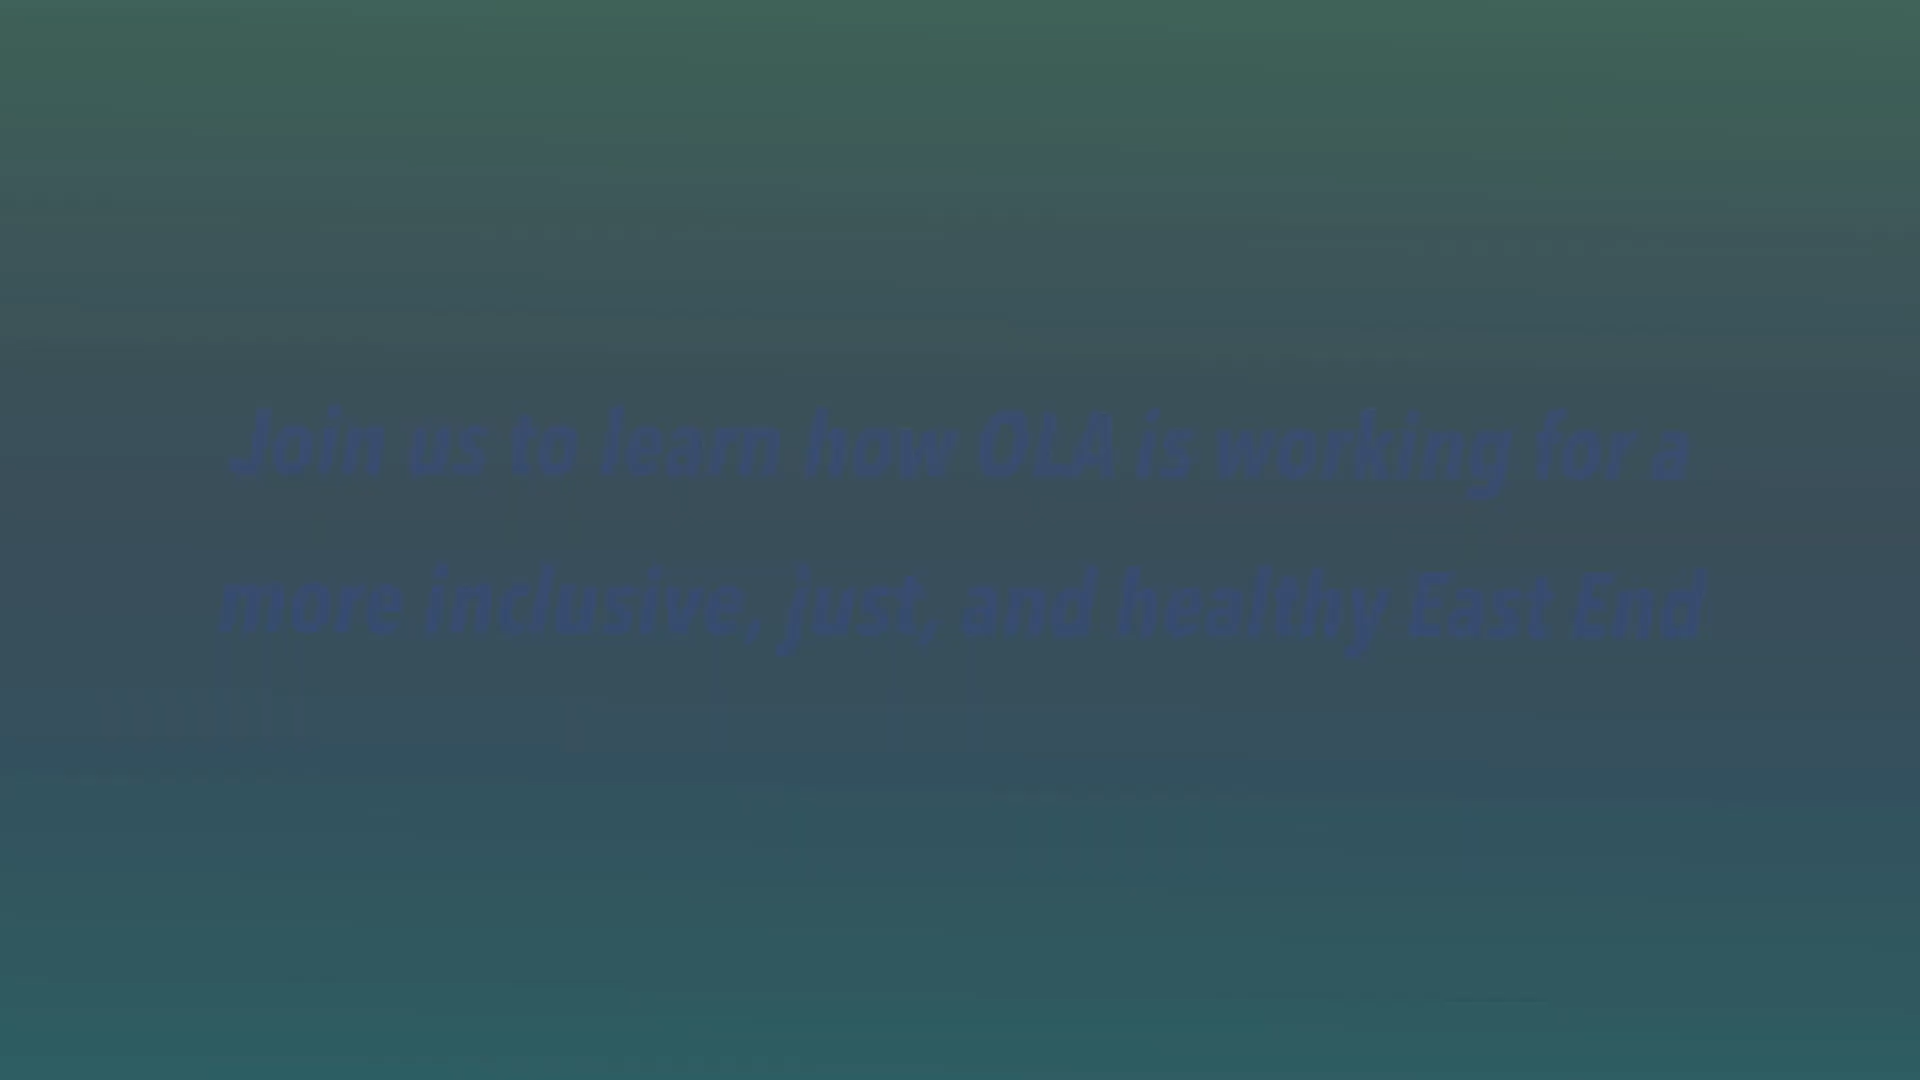 Join us to learn how OLA is working for a
more inclusive, just, and healthy East End